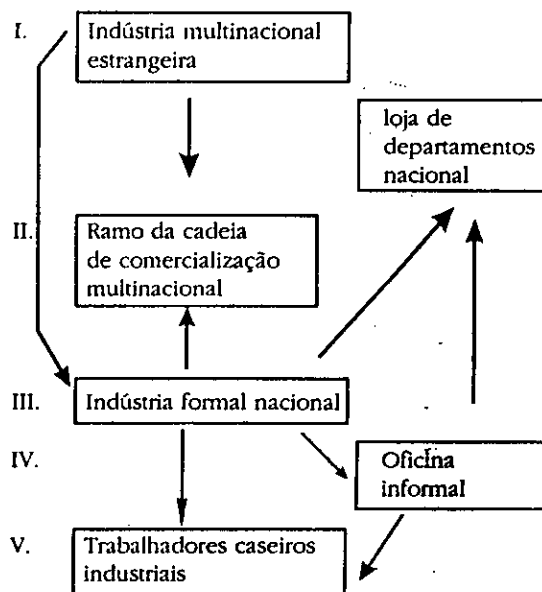 I.
Indústria multinacional
estrangeira
loja de
departamentos
nacional
II.
Ramo da cadeia
de comercialização
multinacional
III.
Indústria formal nacional
IV.
Oficina
informal
V.
Trabalhadores caseiros
industriais